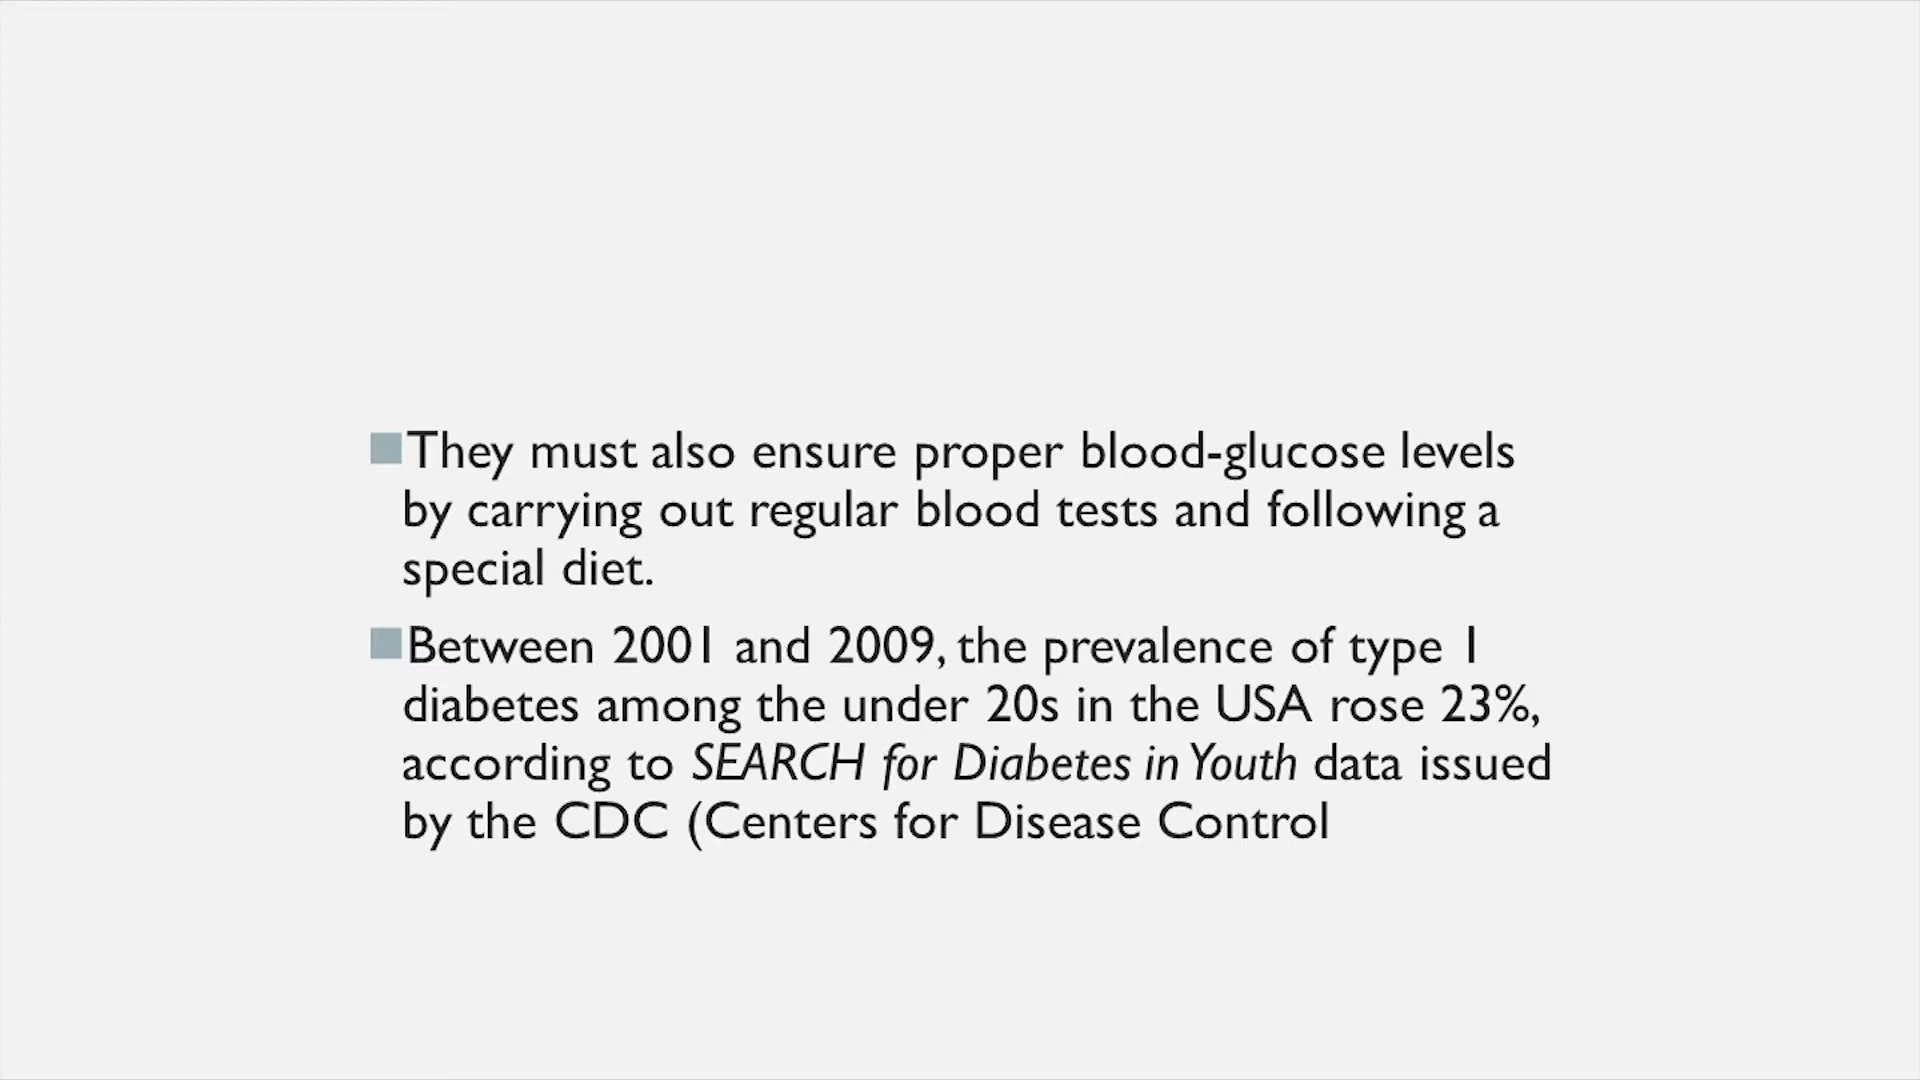 They must also ensure proper blood-glucose levels
by carrying out regular blood tests and following a
special diet.
Between 2001 and 2009, the prevalence of type 1
diabetes among the under 20s in the USA rose 23%,
according to SEARCH for Diabetes in Youth data issued
by the CDC (Centers for Disease Control